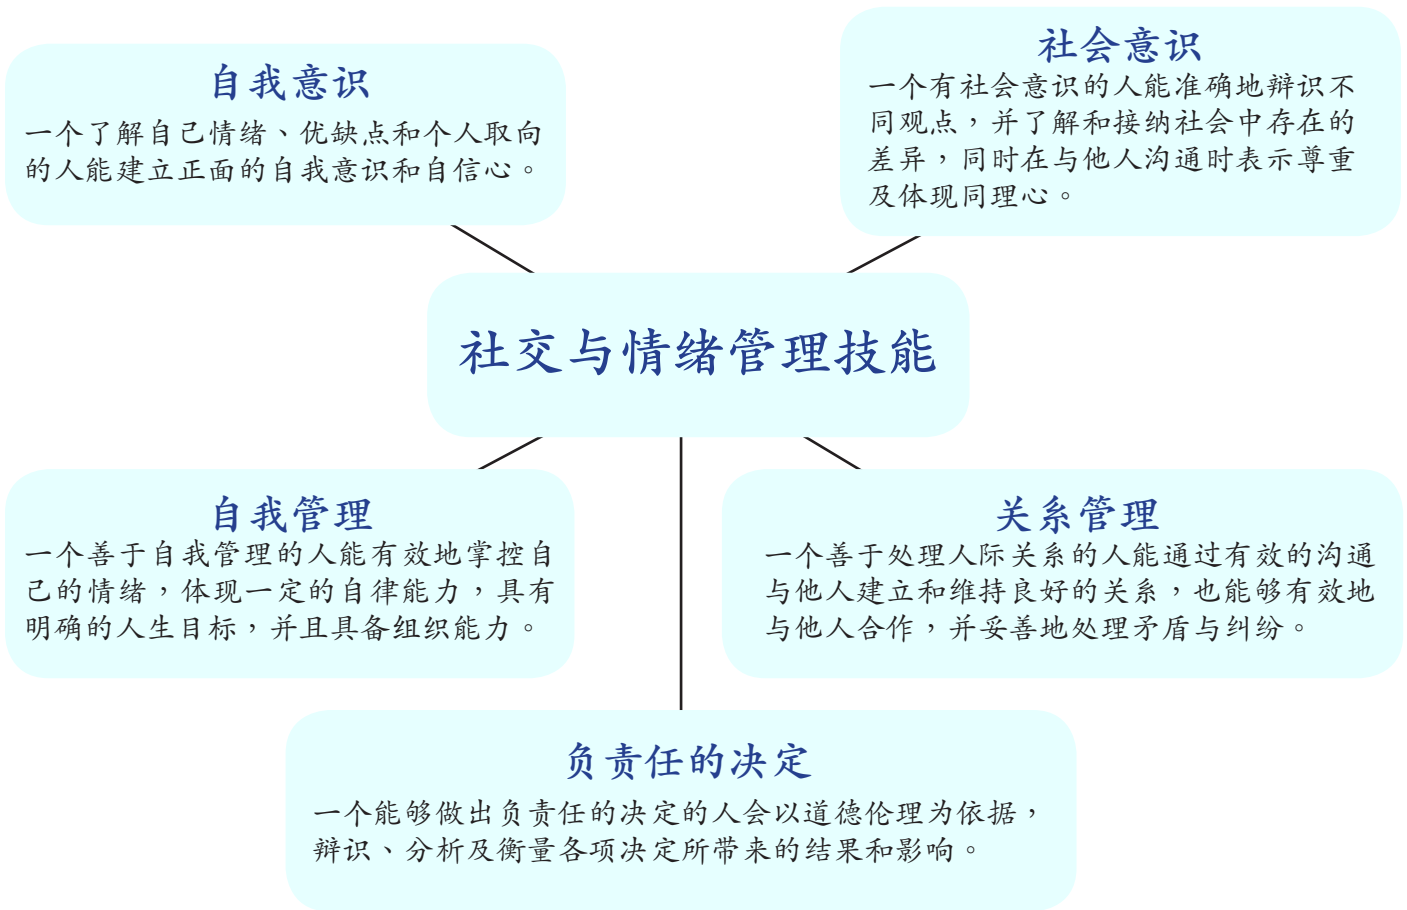 自我意识
一个了解自己情绪、优缺点和个人取向
的人能建立正面的自我意识和自信心。
社会意识
一个有社会意识的人能准确地辩识不
同观点，并了解和接纳社会中存在的
差异，同时在与他人沟通时表示尊重
及体现同理心。
社交与情绪管理技能
自我管理
一个善于自我管理的人能有效地掌控自
己的情绪，体现一定的自律能力，具有
明确的人生目标，并且具备组织能力。
关系管理
一个善于处理人际关系的人能通过有效的沟通
与他人建立和维持良好的关系，也能够有效地
与他人合作，并妥善地处理矛盾与纠纷。
负责任的决定
一个能够做出负责任的决定的人会以道德伦理为依据，
辩识、分析及衡量各项决定所带来的结果和影响。